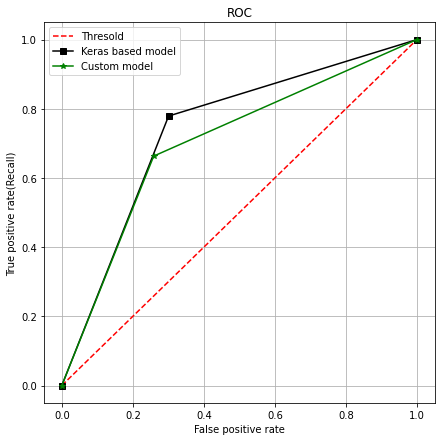 ROC
Thresold
Keras based model
Custom model
True positive rate(Recall)
1.0
0.8
0.6
0.4
0.2
0.0
0.0 0.2 0.4 0.6 0.8 1.0
False positive rate